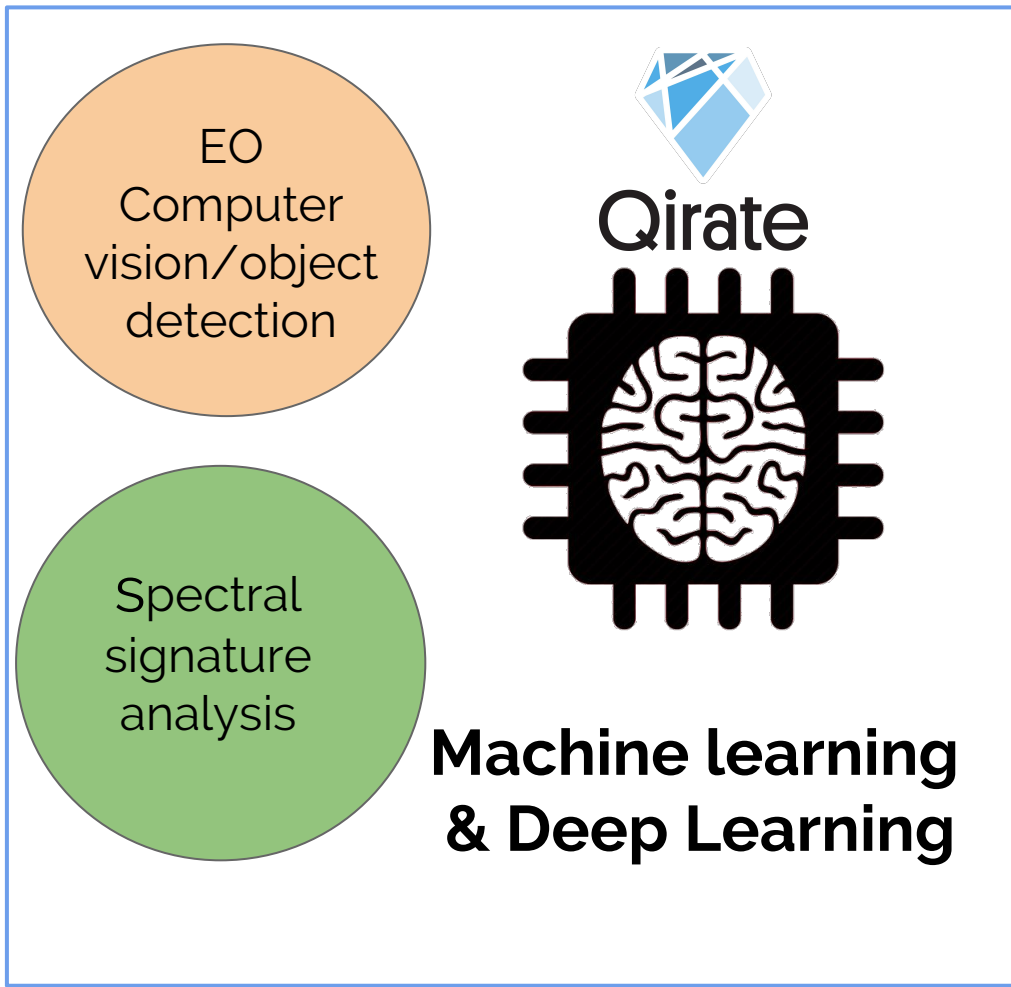 EO
Computer
vision/object
detection
Spectral
signature
analysis
Qirate
Machine learning
& Deep Learning